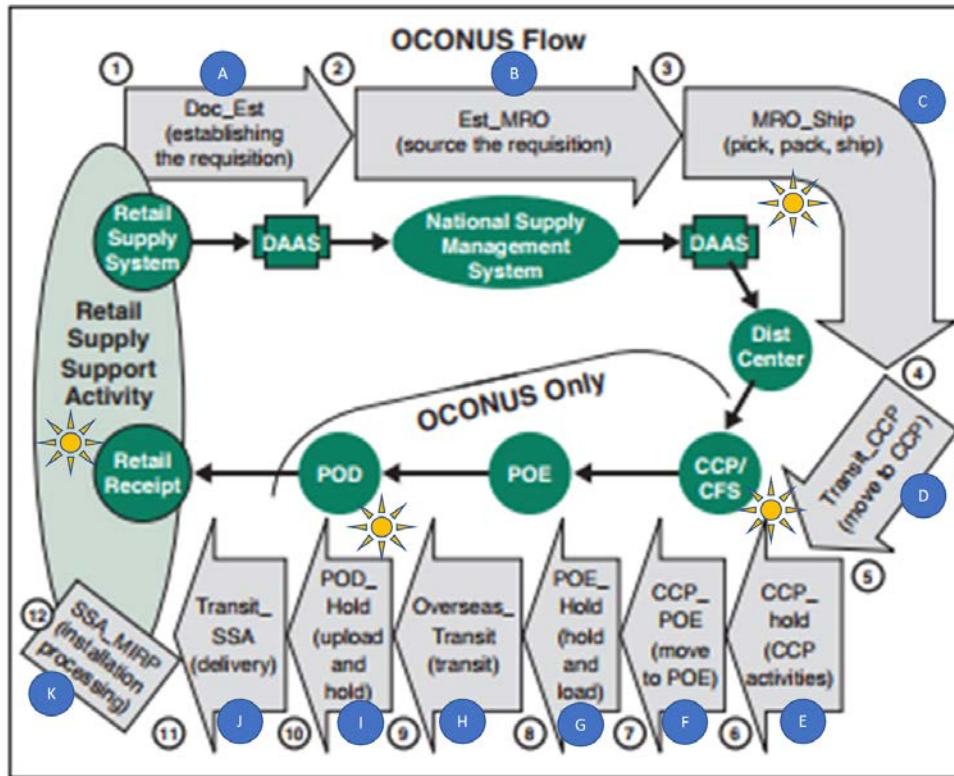 OCONUS Flow
1
A
2
B
3
C
Doc_Est
(establishing
the requisition)
Est_MRO
(source the requisition)
MRO_Ship
(pick, pack, ship)
Retail
Supply
System
DAAS
National Supply
Management
System
DAAS
Retail
Supply
Support
Activity
Dist
Center
4
OCONUS Only
Transit_CCP
(move to CCP)
D
Retail
Receipt
POD
POE
CCP/
CFS
5
12
SSA_MIRP
(installation
processing)
K
Transit_
SSA
(delivery)
J
POD_
Hold
(upload
and
hold)
I
Overseas_
Transit
(transit)
H
POE_
Hold
(hold
and
load)
G
CCP_
POE
(move
to POE)
F
CCP_
hold
(CCP
activities)
E
11
10
9
8
7
6